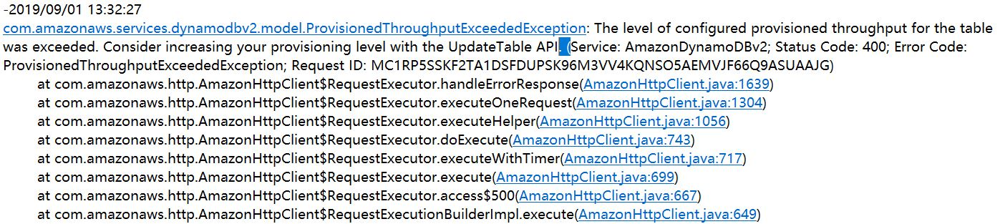 -2019/09/01 13:32:27
com.amazonaws.services.dynamodbv2.model.ProvisionedThroughputExceededException: The level of configured provisioned throughput for the table
was exceeded. Consider increasing your provisioning level with the UpdateTable API. (Service: AmazonDynamoDBv2; Status Code: 400; Error Code:
ProvisionedThroughputExceededException; Request ID: MC1RP5SSKF2TA1DSFDUPSK96M3VV4KQNSO5AEMVJF66Q9ASUAAJG)
at com.amazonaws.http.AmazonHttpClient$RequestExecutor.handleErrorResponse(AmazonHttpClient.java:1639)
at com.amazonaws.http.AmazonHttpClient$RequestExecutor.executeOneRequest(AmazonHttpClient.java:1304)
at com.amazonaws.http.AmazonHttpClient$RequestExecutor.executeHelper(AmazonHttpClient.java:1056)
at com.amazonaws.http.AmazonHttpClient$RequestExecutor.doExecute(AmazonHttpClient.java:743)
at com.amazonaws.http.AmazonHttpClient$RequestExecutor.executeWithTimer(AmazonHttpClient.java:717)
at com.amazonaws.http.AmazonHttpClient$RequestExecutor.execute(AmazonHttpClient.java:699)
at com.amazonaws.http.AmazonHttpClient$RequestExecutor.access$500(AmazonHttpClient.java:667)
at com.amazonaws.http.AmazonHttpClient$RequestExecutionBuilderImpl.execute(AmazonHttpClient.java:649)